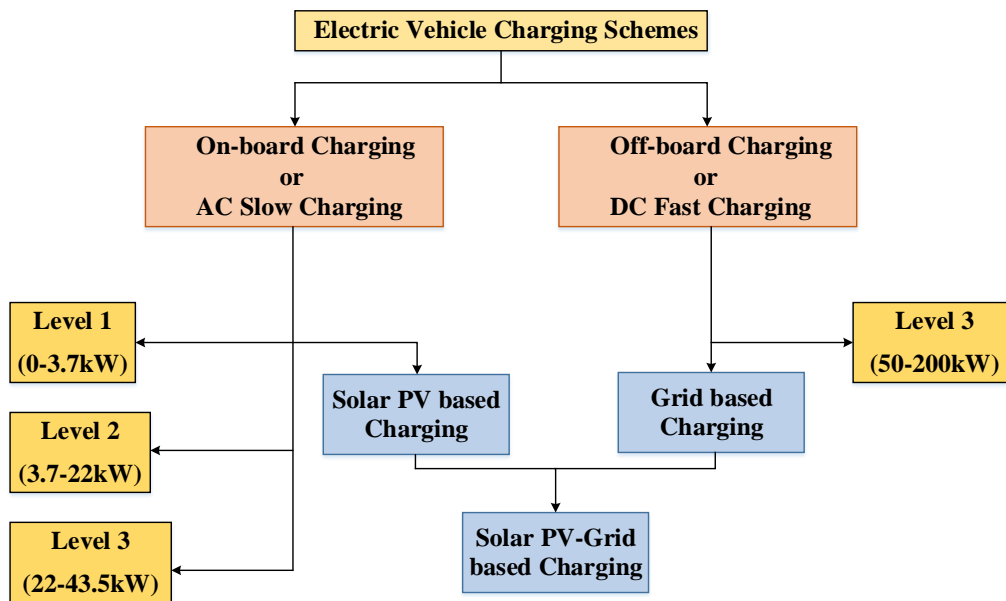 Electric Vehicle Charging Schemes
On-board Charging
or
AC Slow Charging
Off-board Charging
or
DC Fast Charging
Level 1
(0-3.7kW)
Level 3
(50-200kW)
Solar PV based
Charging
Grid based
Charging
Level 2
(3.7-22kW)
Solar PV-Grid
based Charging
Level 3
(22-43.5kW)